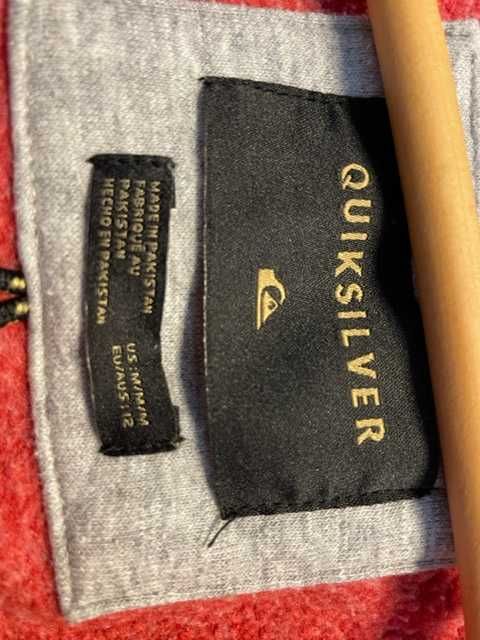 QUIKSILVER
MADE IN PAKISTAN
FABRIQUE AU
PAKISTAN
HECHO EN PAKISTAN
US:M/M/M
EU/AUS:12